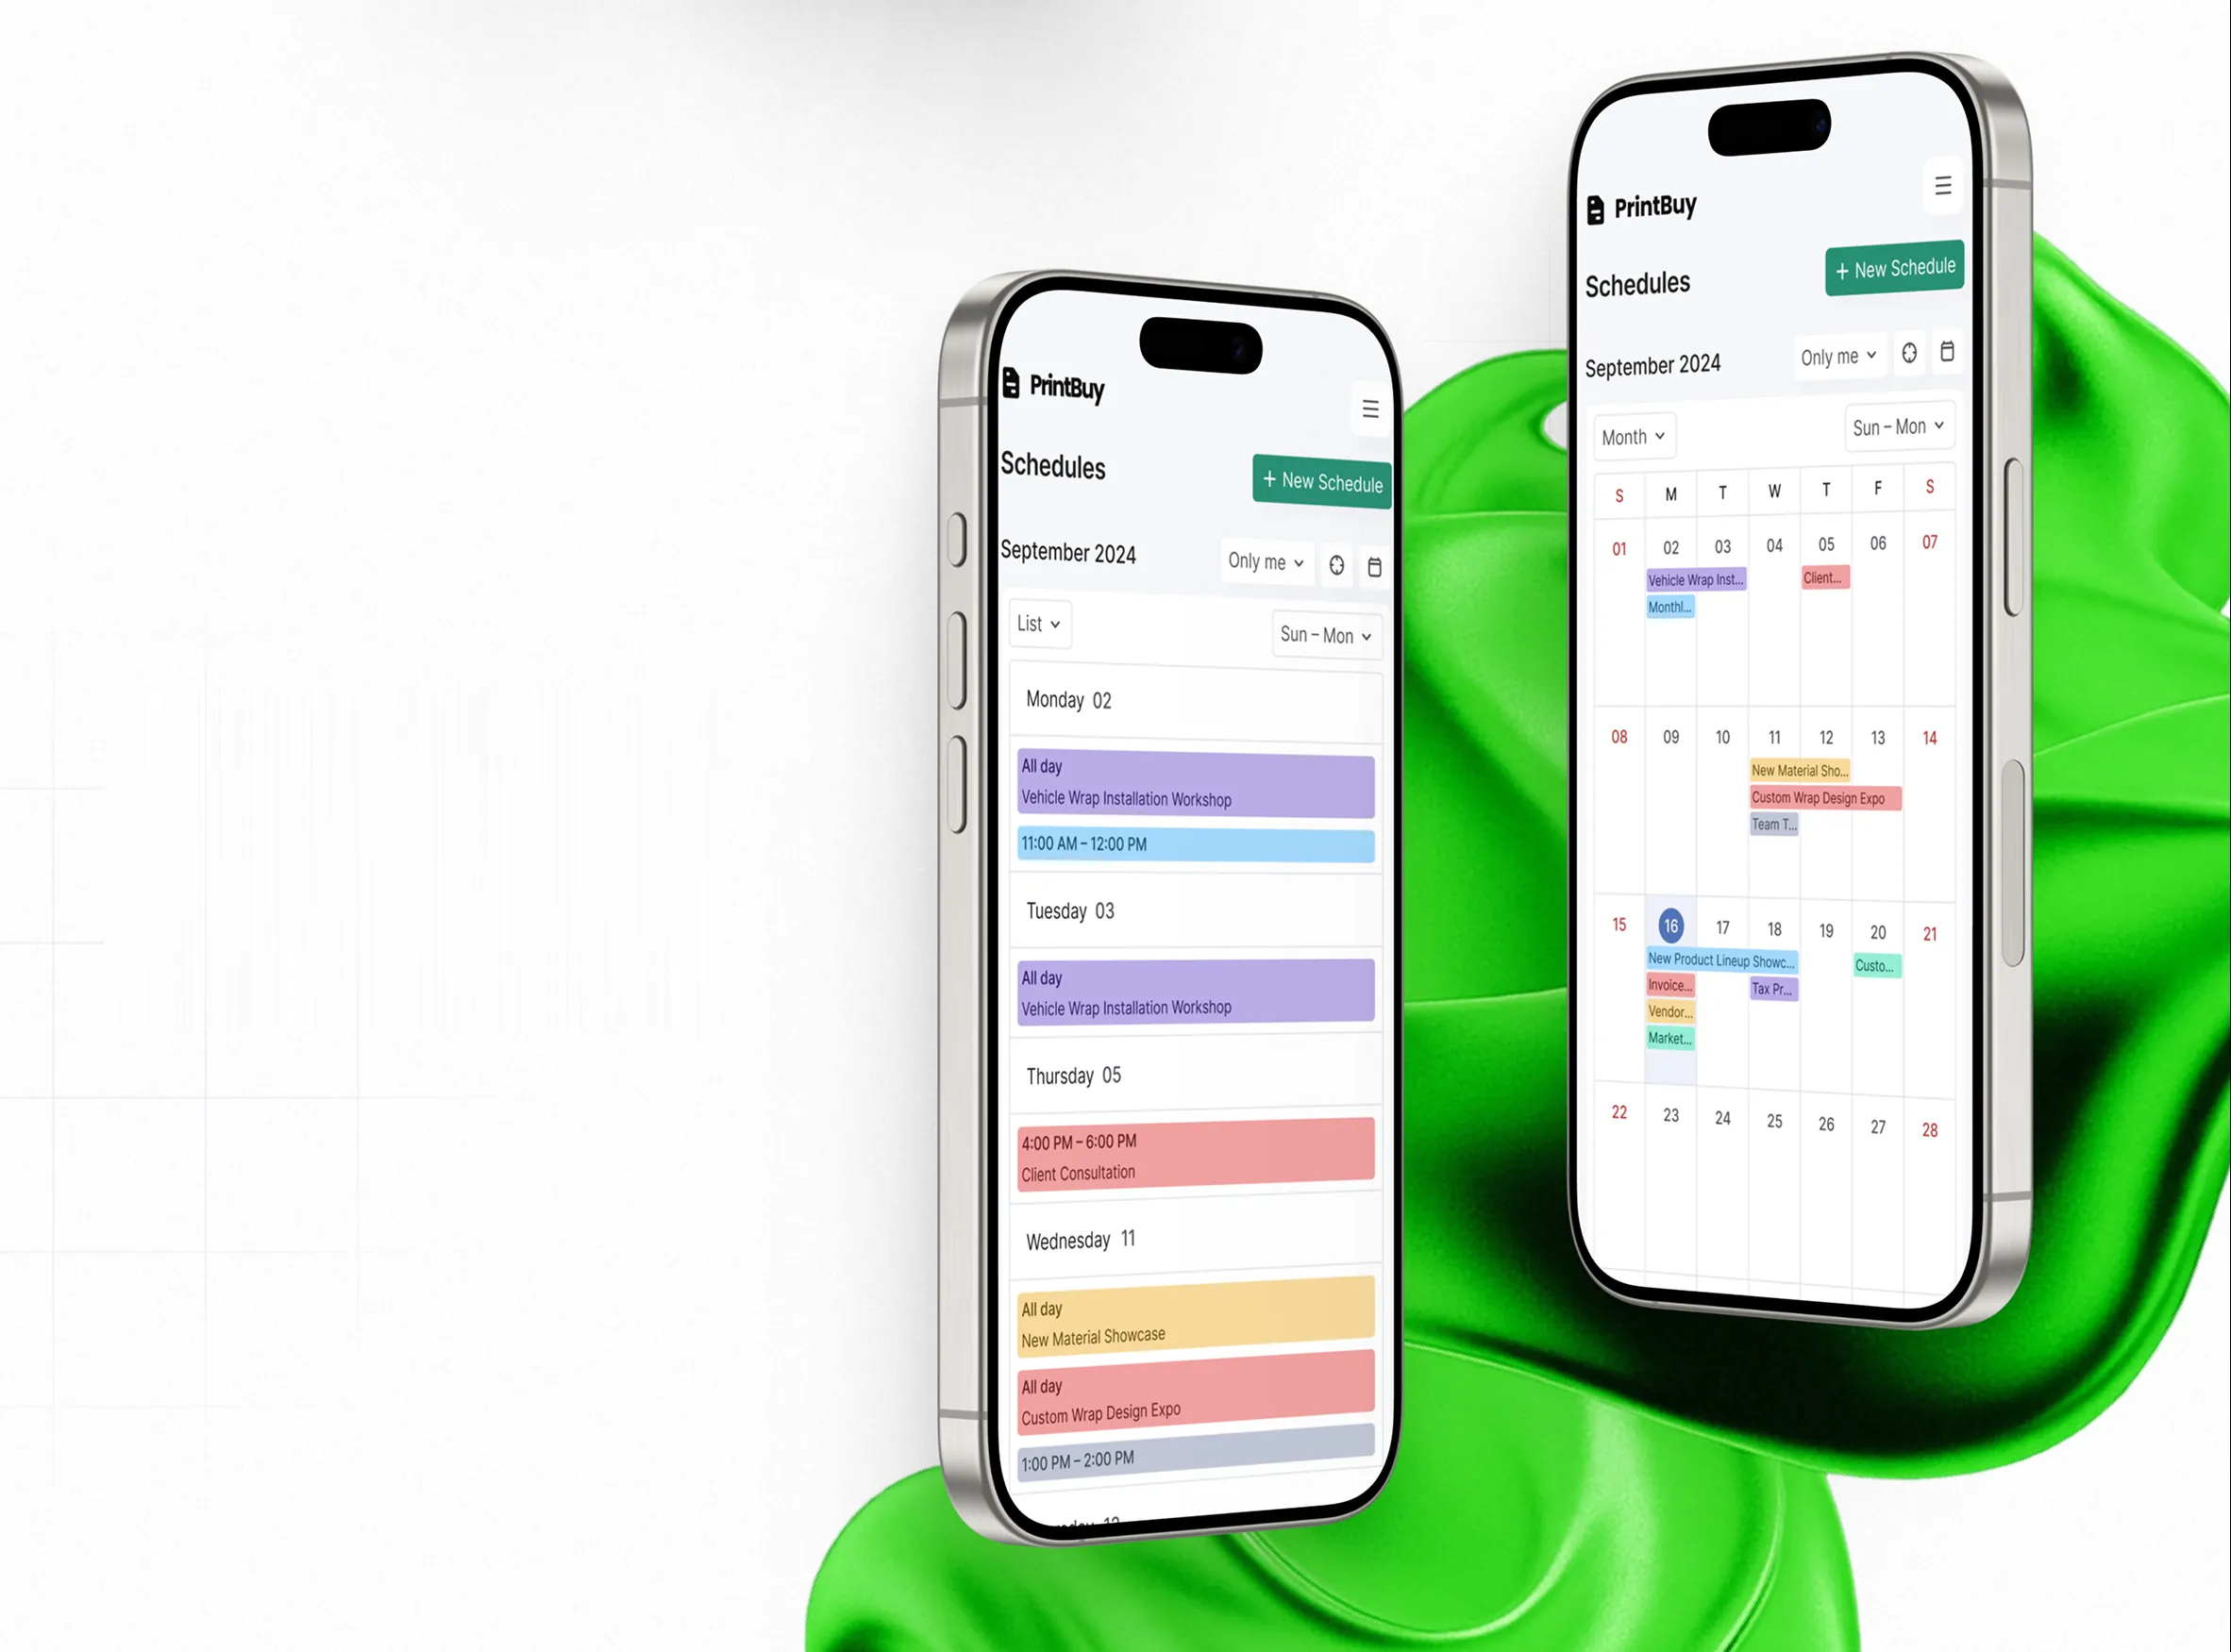 PrintBuy
Schedules
+ New Schedule
September 2024
Only me
List
Sun – Mon
Monday 02
All day
Vehicle Wrap Installation Workshop
11:00 AM – 12:00 PM
Tuesday 03
All day
Vehicle Wrap Installation Workshop
Thursday 05
4:00 PM – 6:00 PM
Client Consultation
Wednesday 11
All day
New Material Showcase
All day
Custom Wrap Design Expo
1:00 PM – 2:00 PM
12
PrintBuy
Schedules
+ New Schedule
September 2024
Only me
Month
Sun – Mon
S M T W T F S
01 02 03 04 05 06 07
Vehicle Wrap Inst... Client...
Monthl...
08 09 10 11 12 13 14
New Material Sho...
Custom Wrap Design Expo
Team T...
15 16 17 18 19 20 21
New Product Lineup Showc... Custo...
Invoice... Tax Pr...
Vendor...
Market...
22 23 24 25 26 27 28